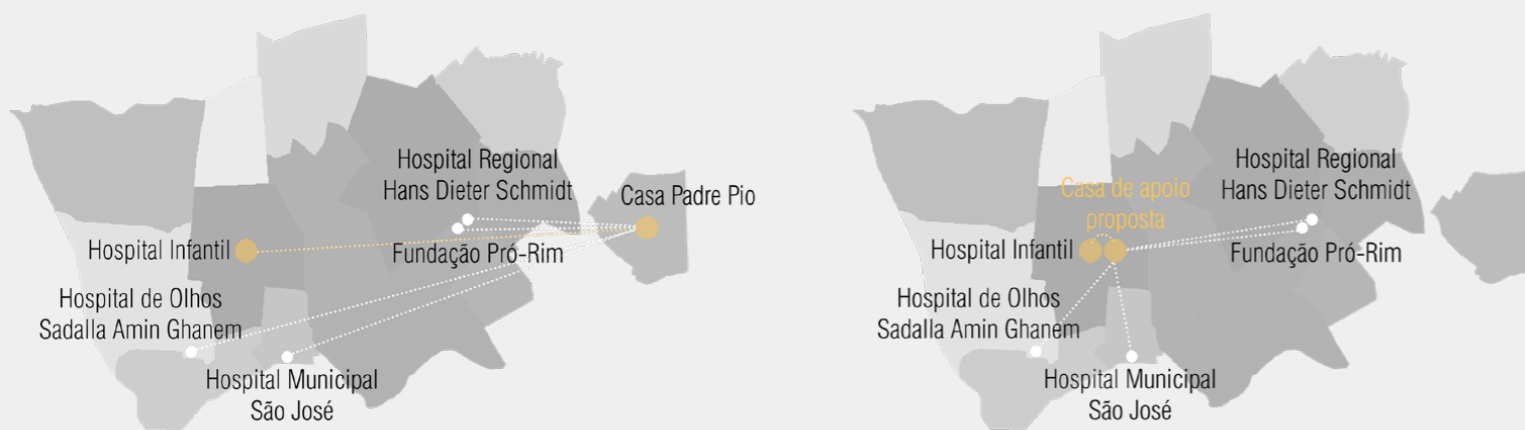 Hospital Regional
Hans Dieter Schmidt
Casa Padre Pio
Hospital Infantil
Fundação Pró-Rim
Hospital de Olhos
Sadalla Amin Ghanem
Hospital Municipal
São José
Hospital Regional
Hans Dieter Schmidt
Casa de apoio
proposta
Hospital Infantil
Fundação Pró-Rim
Hospital de Olhos
Sadalla Amin Ghanem
Hospital Municipal
São José